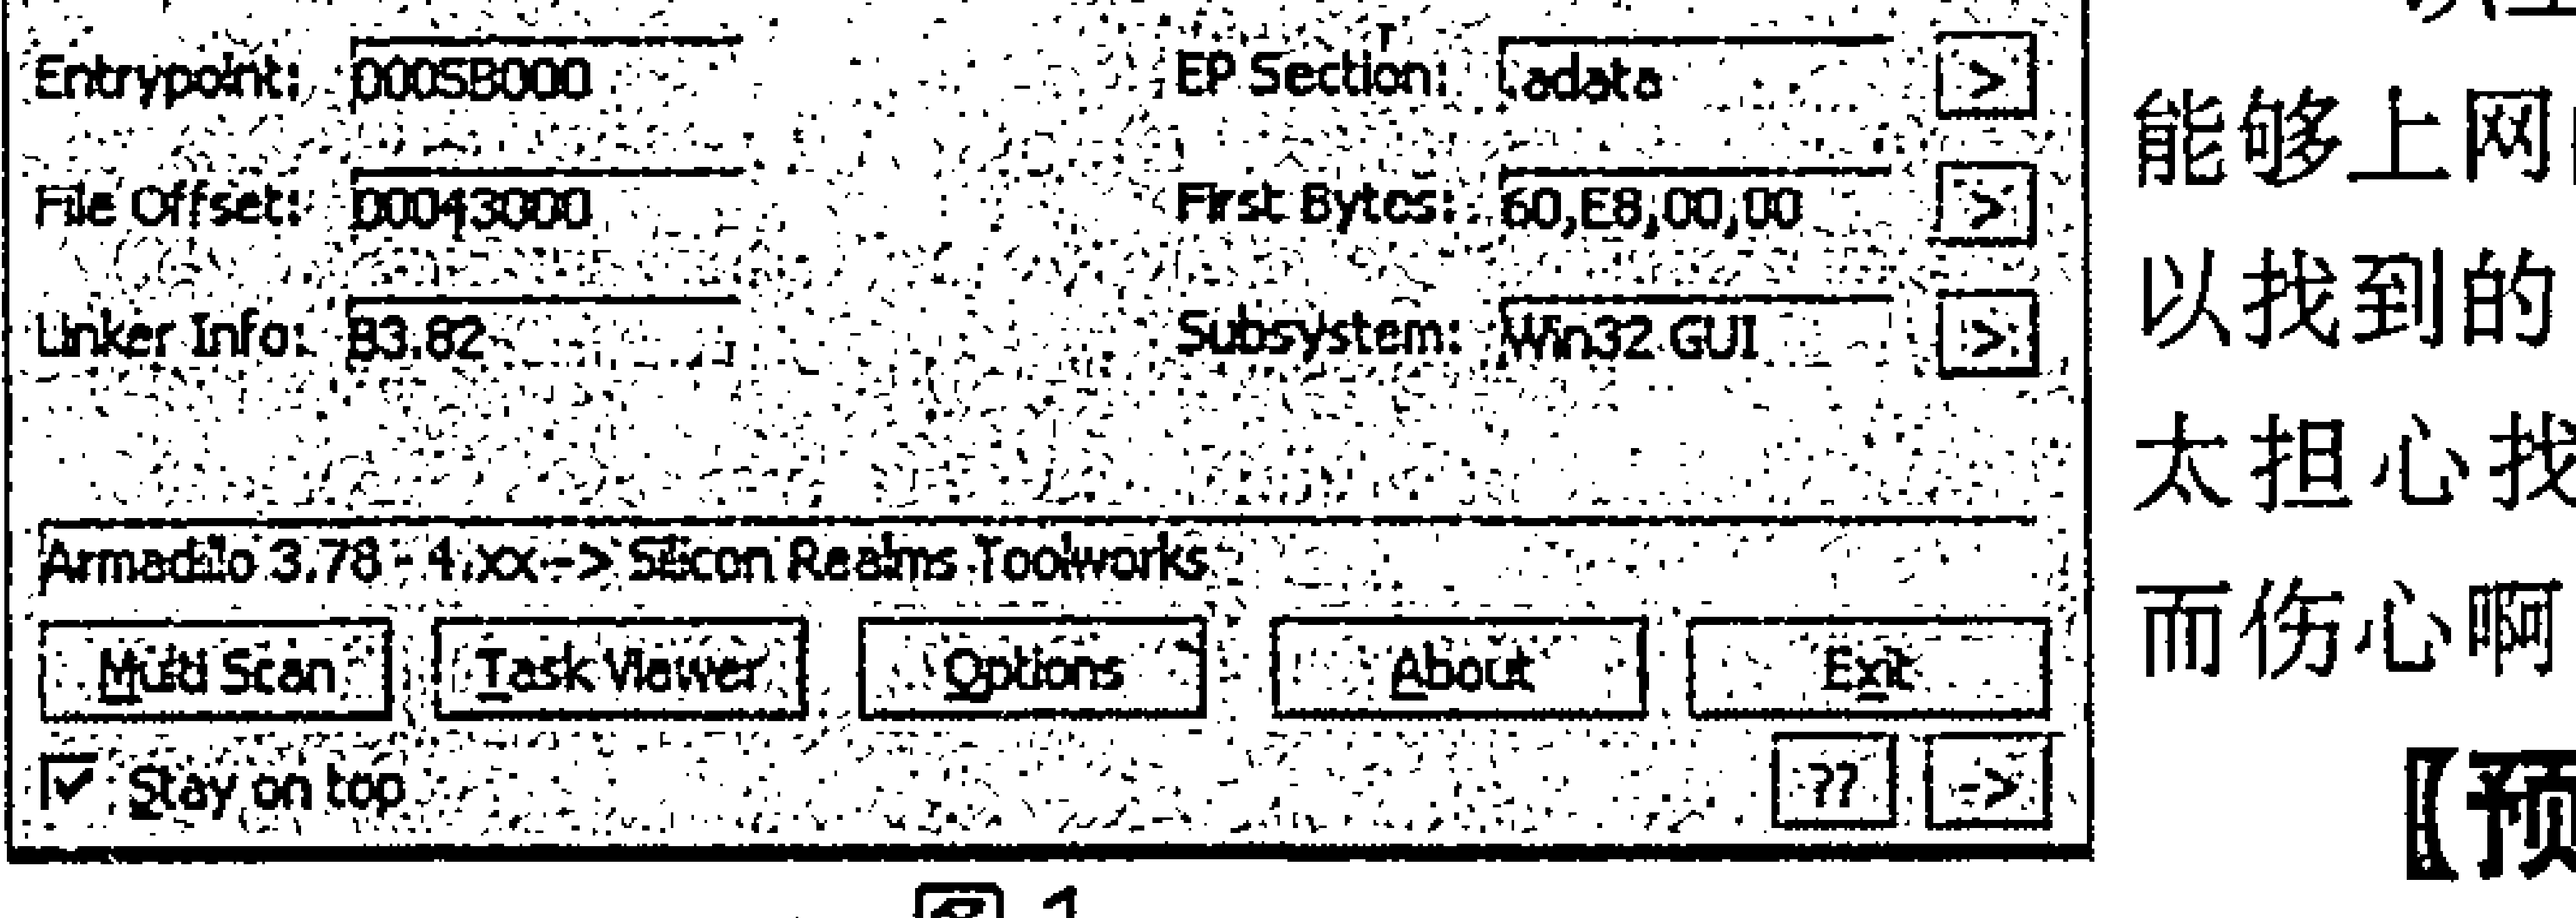 Entrypoint: 0005B000 EP Section: .adata >
File Offset: 00043000 First Bytes: 60,E8,00,00 >
Linker Info: 83.82 Subsystem: Win32 GUI >
Armadillo 3.78 - 4.xx -> Silicon Realms Toolworks
Multi Scan Task Viewer Options About Exit
Stay on top ?? ->
图 1
能够上网
以找到的
太担心找
而伤心啊
【预